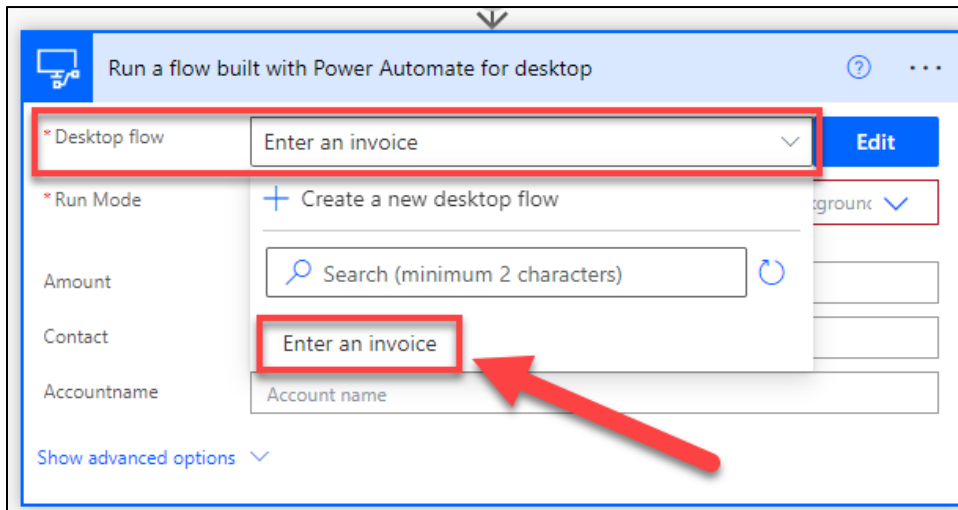 Run a flow built with Power Automate for desktop
* Desktop flow
Enter an invoice
Edit
* Run Mode
+ Create a new desktop flow
Search (minimum 2 characters)
Amount
Contact
Enter an invoice
Accountname
Account name
Show advanced options